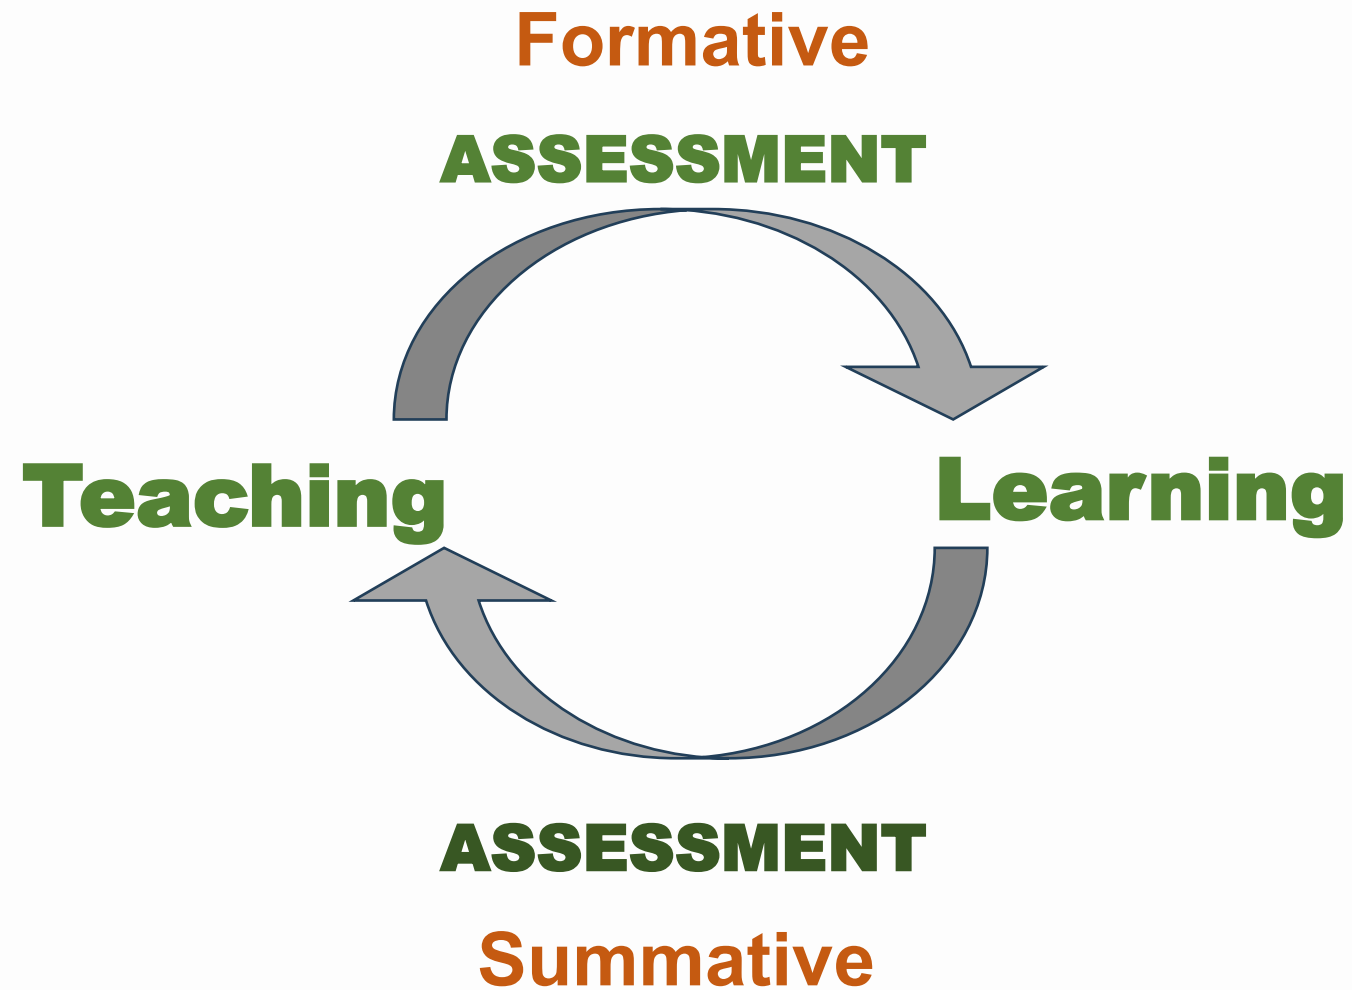 Formative
ASSESSMENT
Teaching
Learning
ASSESSMENT
Summative